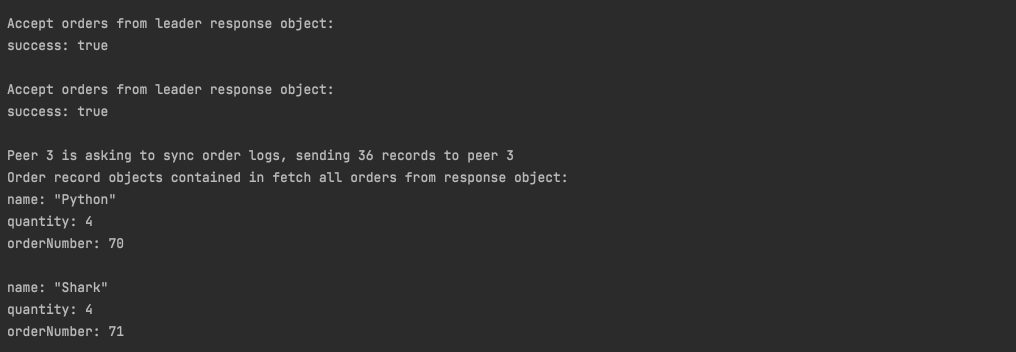 Accept orders from leader response object:
success: true
Accept orders from leader response object:
success: true
Peer 3 is asking to sync order logs, sending 36 records to peer 3
Order record objects contained in fetch all orders from response object:
name: "Python"
quantity: 4
orderNumber: 70
name: "Shark"
quantity: 4
orderNumber: 71